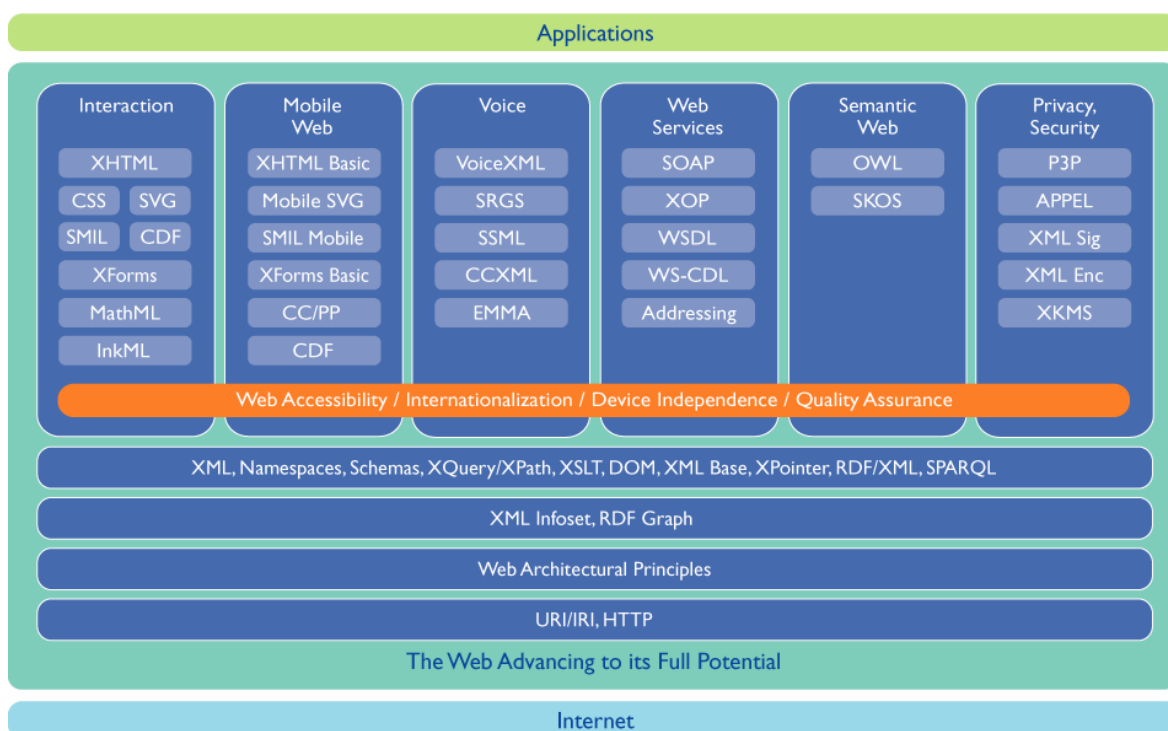 Applications
Interaction
XHTML
CSS
SVG
SMIL
CDF
XForms
MathML
InkML
Mobile
Web
XHTML Basic
Mobile SVG
SMIL Mobile
XForms Basic
CC/PP
CDF
Voice
VoiceXML
SRGS
SSML
CCXML
EMMA
Web
Services
SOAP
XOP
WSDL
WS-CDL
Addressing
Semantic
Web
OWL
SKOS
Privacy,
Security
P3P
APPEL
XML Sig
XML Enc
XKMS
Web Accessibility / Internationalization / Device Independence / Quality Assurance
XML, Namespaces, Schemas, XQuery/XPath, XSLT, DOM, XML Base, XPointer, RDF/XML, SPARQL
XML Infoset, RDF Graph
Web Architectural Principles
URI/IRI, HTTP
The Web Advancing to its Full Potential
Internet